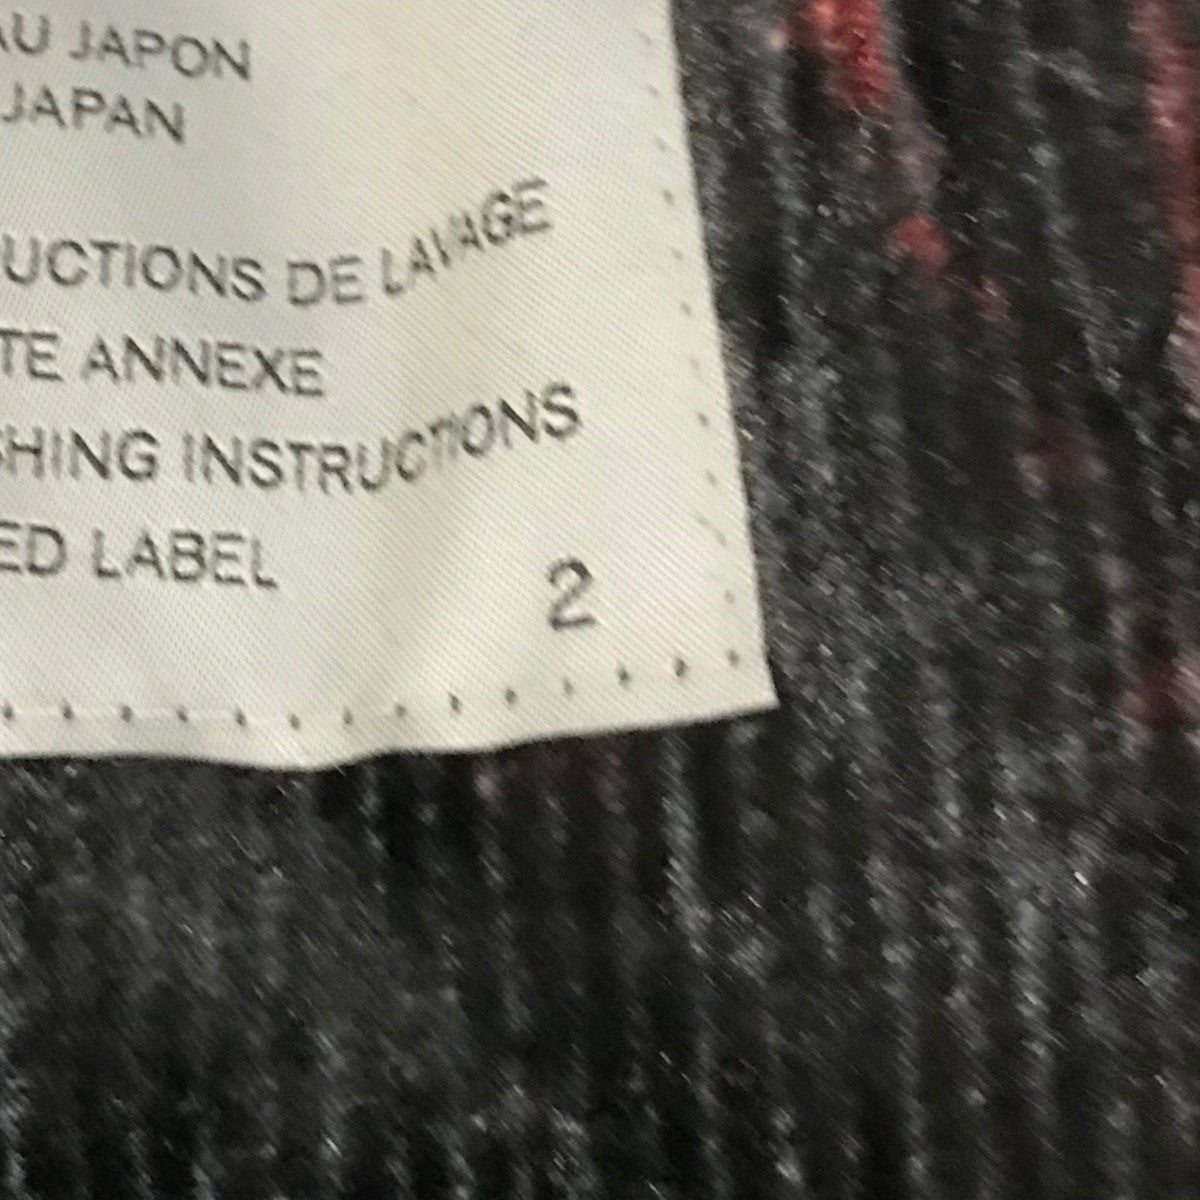 AU JAPON
JAPAN
UCTIONS DE LAVAGE
TE ANNEXE
SHING INSTRUCTIONS
ED LABEL
2